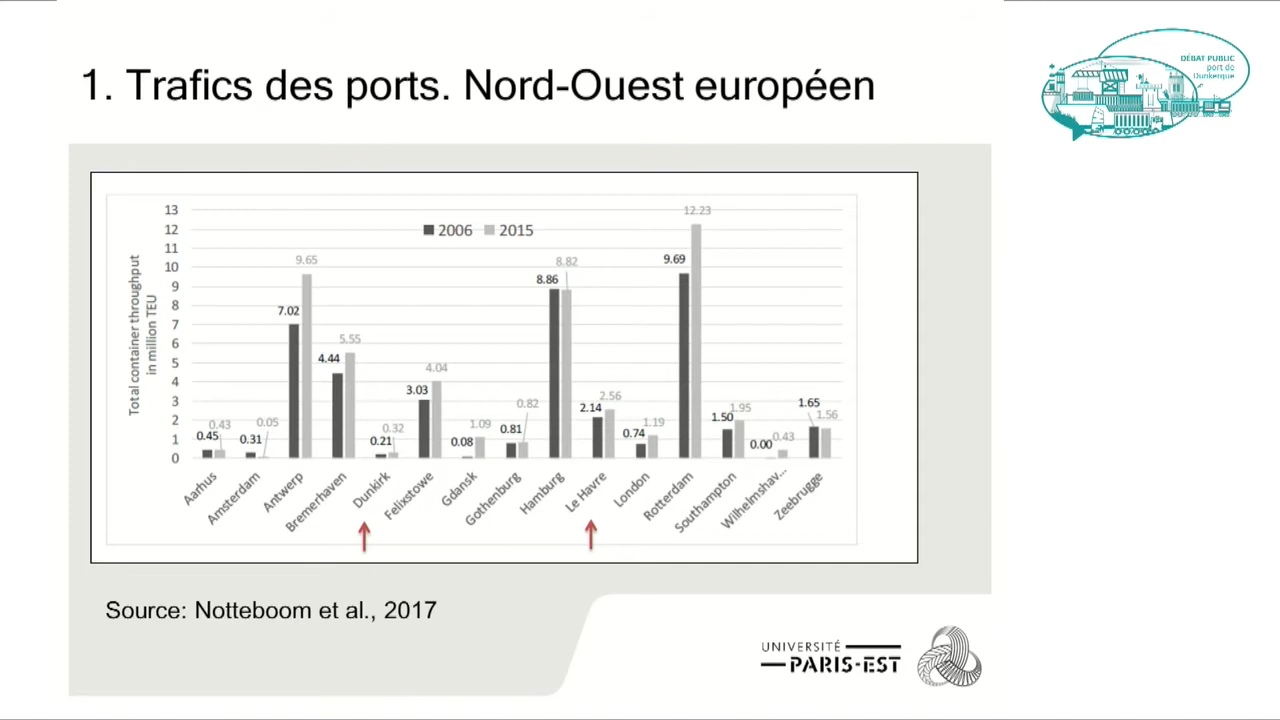 1. Trafics des ports. Nord-Ouest européen
DÉBAT PUBLIC
port de
Dunkerque
Total container throughput
in million TEU
13
12
11
10
9
8
7
6
5
4
3
2
1
0
2006 2015
0.45 0.43
0.31 0.05
7.02 9.65
4.44 5.55
0.21 0.32
3.03 4.04
0.08 1.09
0.81 0.82
8.86 8.82
2.14 2.56
0.74 1.19
9.69 12.23
1.50 1.95
0.00 0.43
1.65 1.56
Aarhus
Amsterdam
Antwerp
Bremerhaven
Dunkirk
Felixstowe
Gdansk
Gothenburg
Hamburg
Le Havre
London
Rotterdam
Southampton
Wilhelmshav...
Zeebrugge
Source: Notteboom et al., 2017
UNIVERSITÉ
PARIS-EST